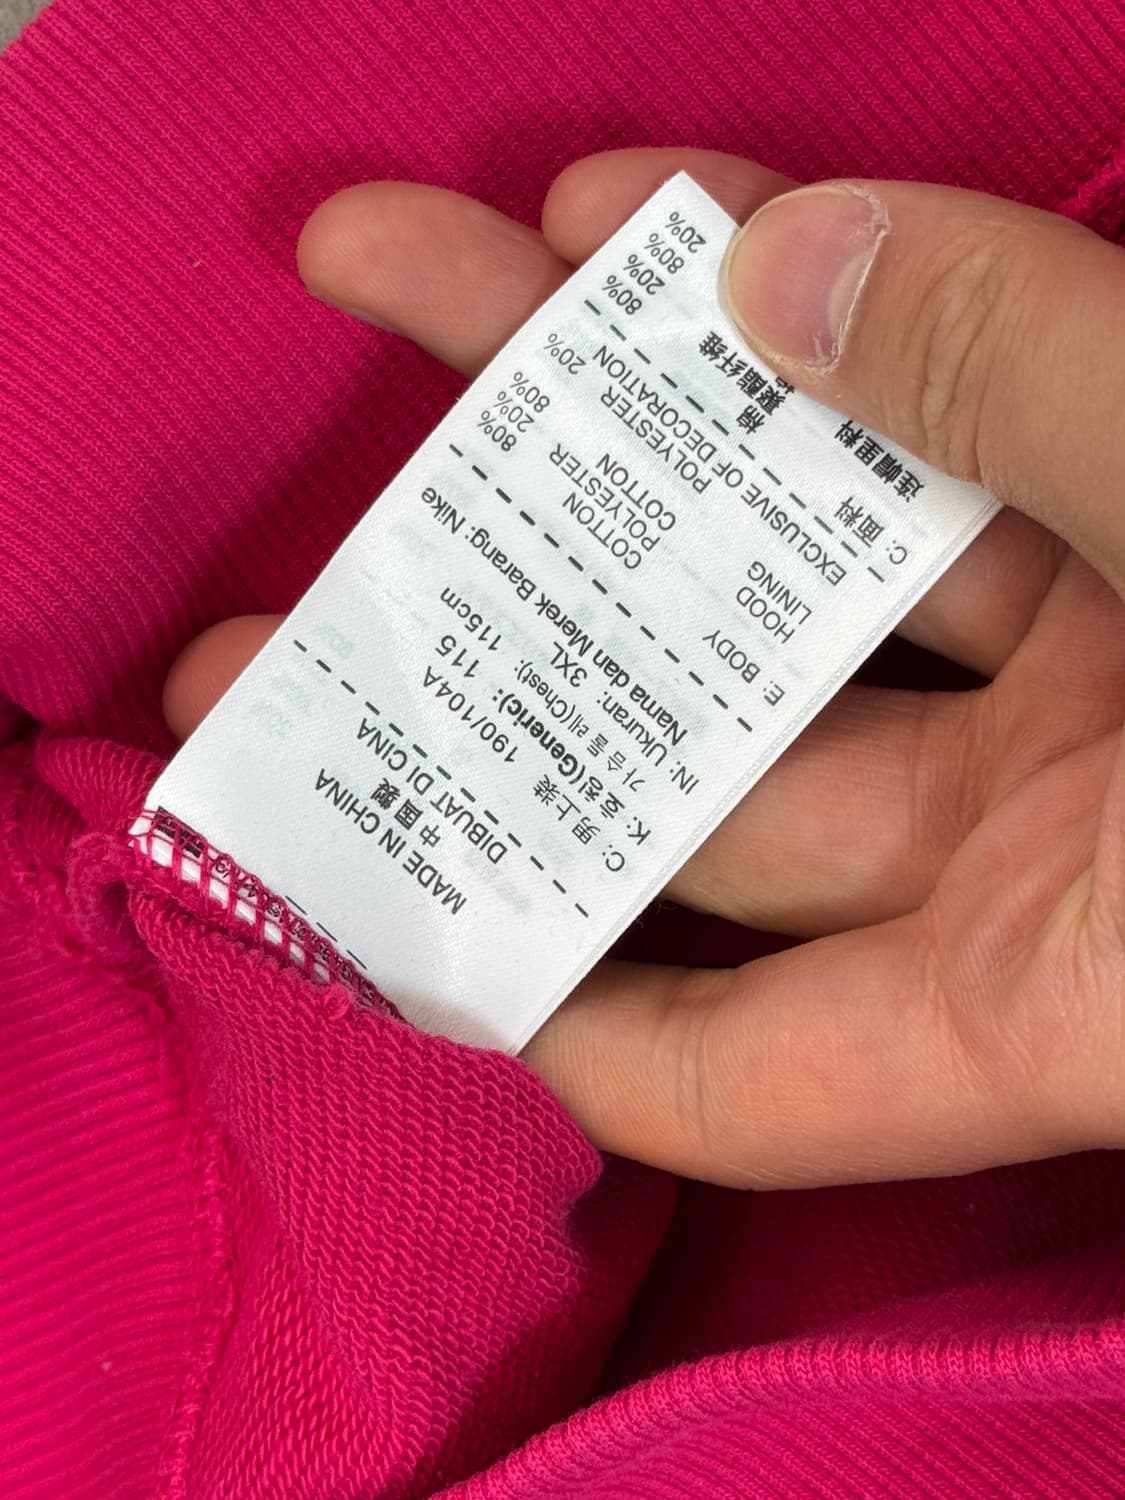 MADE IN CHINA
中國製
DIBUAT DI CINA
C: 男上装 190/104A
K: 호칭(Generic): 115
가슴둘레(Chest): 115cm
IN: Ukuran: 3XL
Nama dan Merek Barang: Nike
E: BODY COTTON 80%
POLYESTER 20%
HOOD COTTON 80%
LINING POLYESTER 20%
EXCLUSIVE OF DECORATION
C: 面料 棉 80%
聚酯纤维 20%
连帽里料 80%
20%